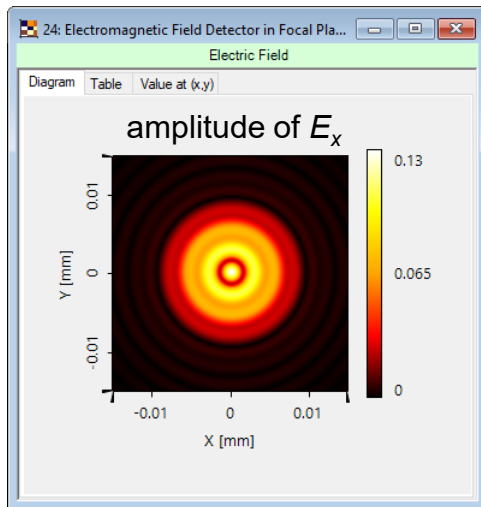 24: Electromagnetic Field Detector in Focal Pla...
Electric Field
Diagram Table Value at (x,y)
amplitude of Eₓ
0.13
0.01
0.065
Y [mm]
0
-0.01
0
-0.01 0 0.01
X [mm]